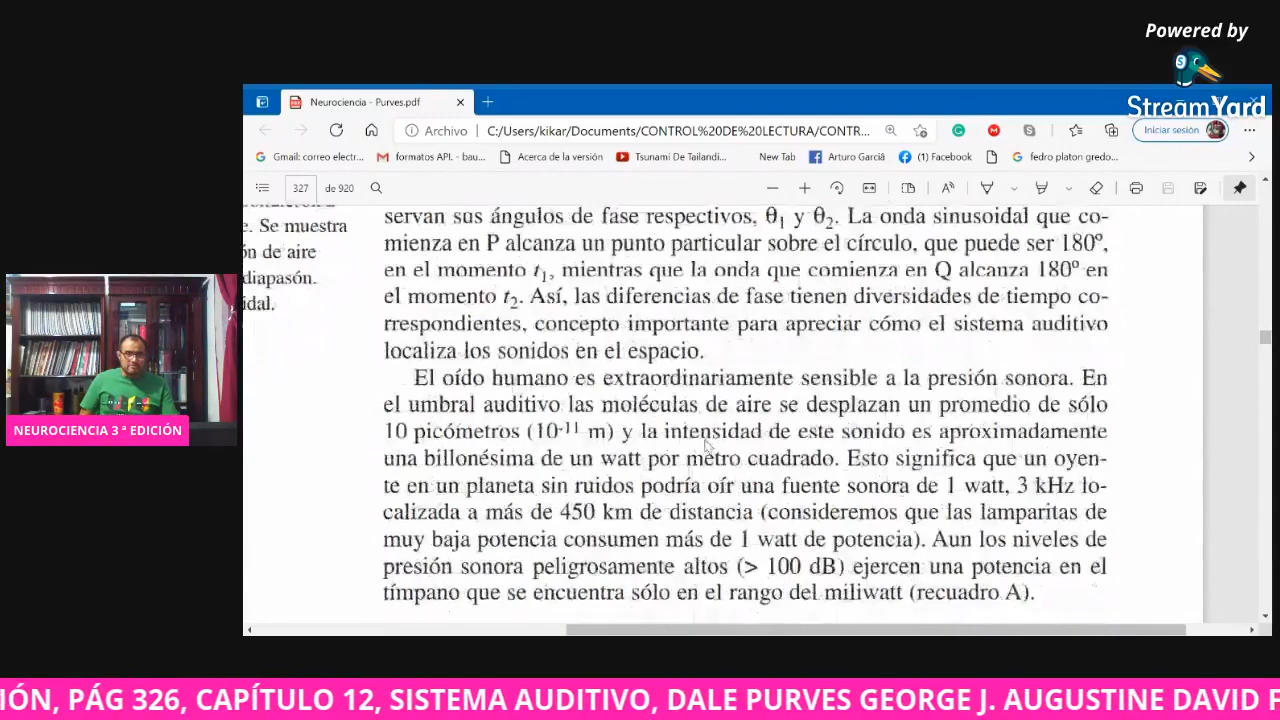 Powered by
StreamYard
Neurociencia - Purves.pdf
Archivo
C:/Users/kikar/Documents/CONTROL%20DE%20LECTURA/CONTR...
Iniciar sesión
Gmail: correo electr...
formatos APL - bau...
Acerca de la versión
Tsunami De Tailandi...
New Tab
Arturo Garciá
(1) Facebook
fedro platon gredo...
327
de 920
e. Se muestra
ón de aire
diapasón.
idal.
servan sus ángulos de fase respectivos, θ1 y θ2. La onda sinusoidal que co-
mienza en P alcanza un punto particular sobre el círculo, que puede ser 180º,
en el momento t1, mientras que la onda que comienza en Q alcanza 180º en
el momento t2. Así, las diferencias de fase tienen diversidades de tiempo co-
rrespondientes, concepto importante para apreciar cómo el sistema auditivo
localiza los sonidos en el espacio.
El oído humano es extraordinariamente sensible a la presión sonora. En
el umbral auditivo las moléculas de aire se desplazan un promedio de sólo
10 picómetros (10-11 m) y la intensidad de este sonido es aproximadamente
una billonésima de un watt por metro cuadrado. Esto significa que un oyen-
te en un planeta sin ruidos podría oír una fuente sonora de 1 watt, 3 kHz lo-
calizada a más de 450 km de distancia (consideremos que las lamparitas de
muy baja potencia consumen más de 1 watt de potencia). Aun los niveles de
presión sonora peligrosamente altos (> 100 dB) ejercen una potencia en el
tímpano que se encuentra sólo en el rango del miliwatt (recuadro A).
NEUROCIENCIA 3 ª EDICIÓN
IÓN, PÁG 326, CAPÍTULO 12, SISTEMA AUDITIVO, DALE PURVES GEORGE J. AUGUSTINE DAVID F